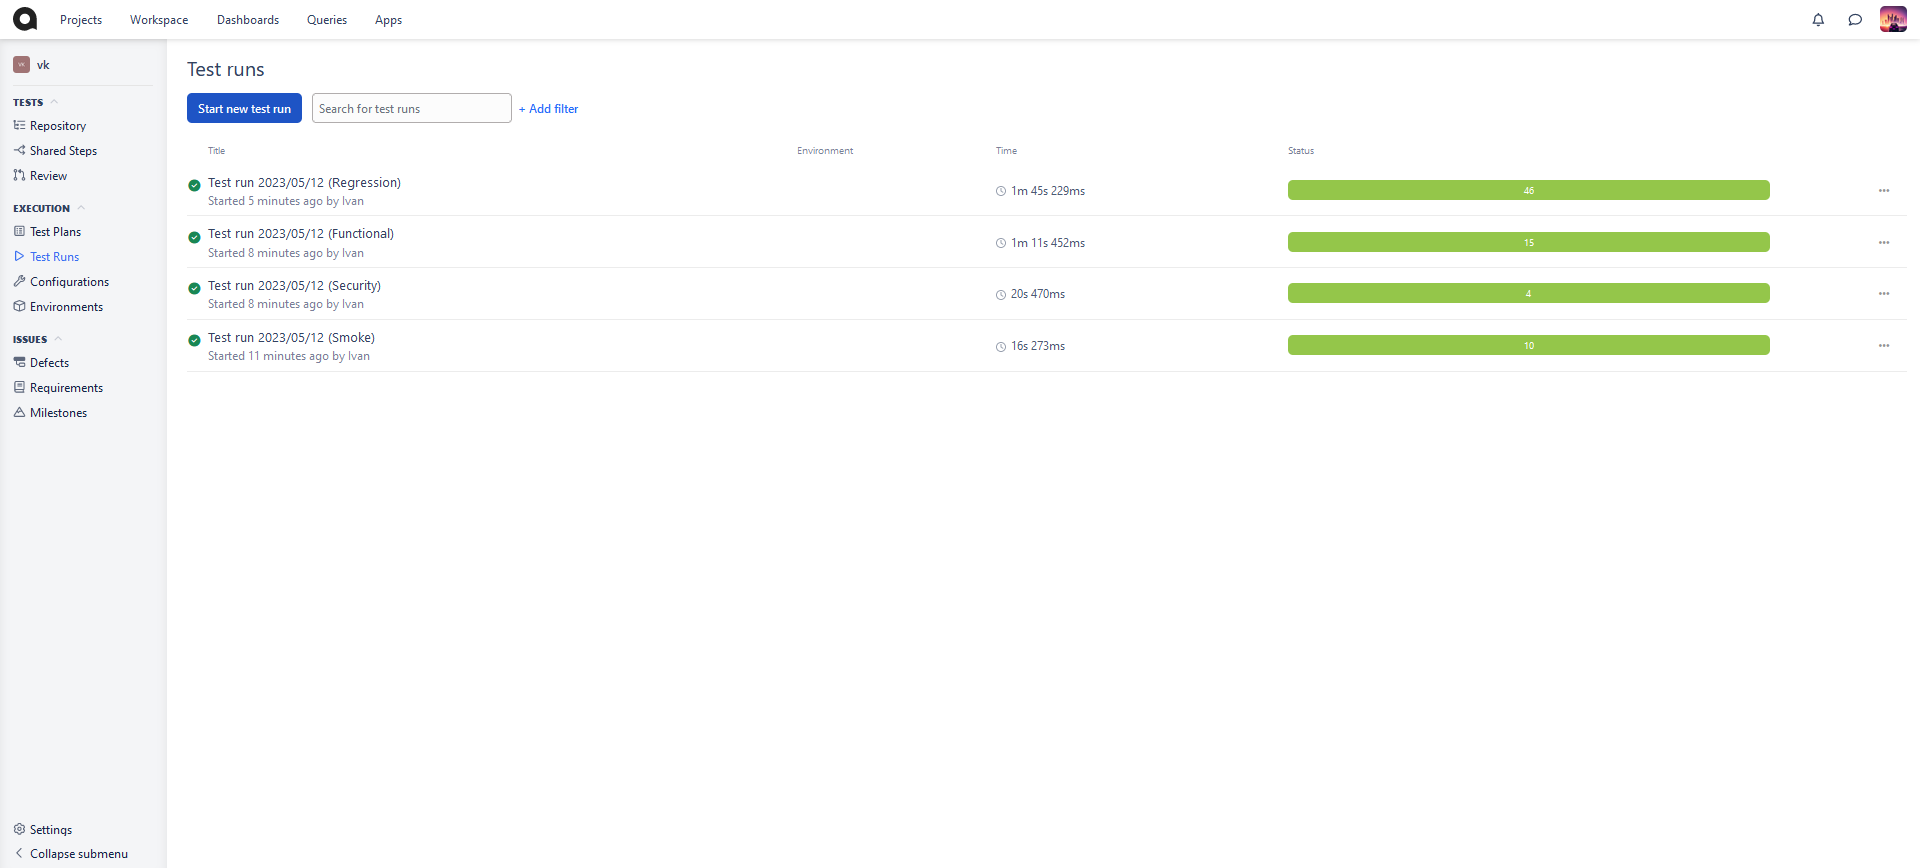 Projects Workspace Dashboards Queries Apps
VK vk
TESTS
Repository
Shared Steps
Review
EXECUTION
Test Plans
Test Runs
Configurations
Environments
ISSUES
Defects
Requirements
Milestones
Settings
Collapse submenu
Test runs
Start new test run Search for test runs + Add filter
Title Environment Time Status
Test run 2023/05/12 (Regression)
Started 5 minutes ago by Ivan
1m 45s 229ms 46
Test run 2023/05/12 (Functional)
Started 8 minutes ago by Ivan
1m 11s 452ms 15
Test run 2023/05/12 (Security)
Started 8 minutes ago by Ivan
20s 470ms 4
Test run 2023/05/12 (Smoke)
Started 11 minutes ago by Ivan
16s 273ms 10